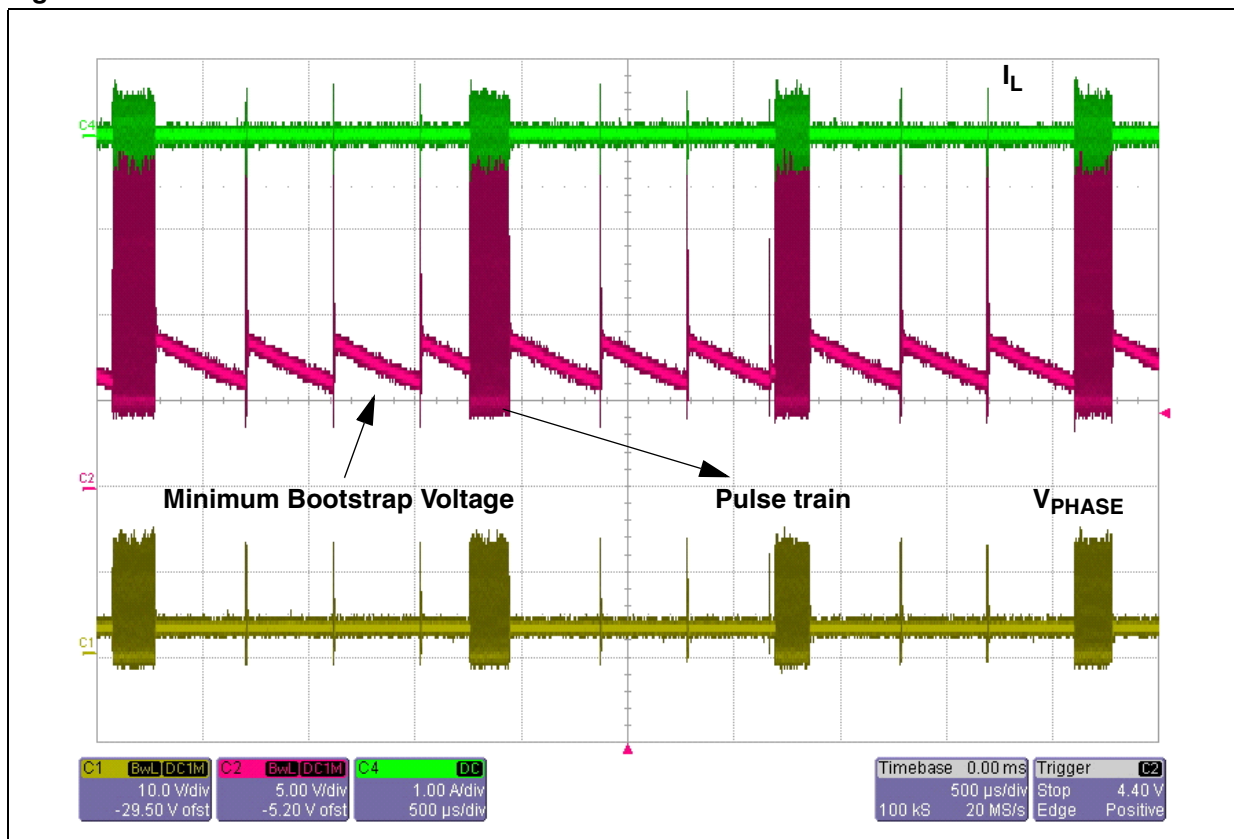 I_L
C4
C2
Minimum Bootstrap Voltage
Pulse train
V_PHASE
C1
C1 BwL DC1M
10.0 V/div
-29.50 V ofst
C2 BwL DC1M
5.00 V/div
-5.20 V ofst
C4 DC
1.00 A/div
500 µs/div
Timebase 0.00 ms
500 µs/div
100 kS 20 MS/s
Trigger C2
Stop 4.40 V
Edge Positive